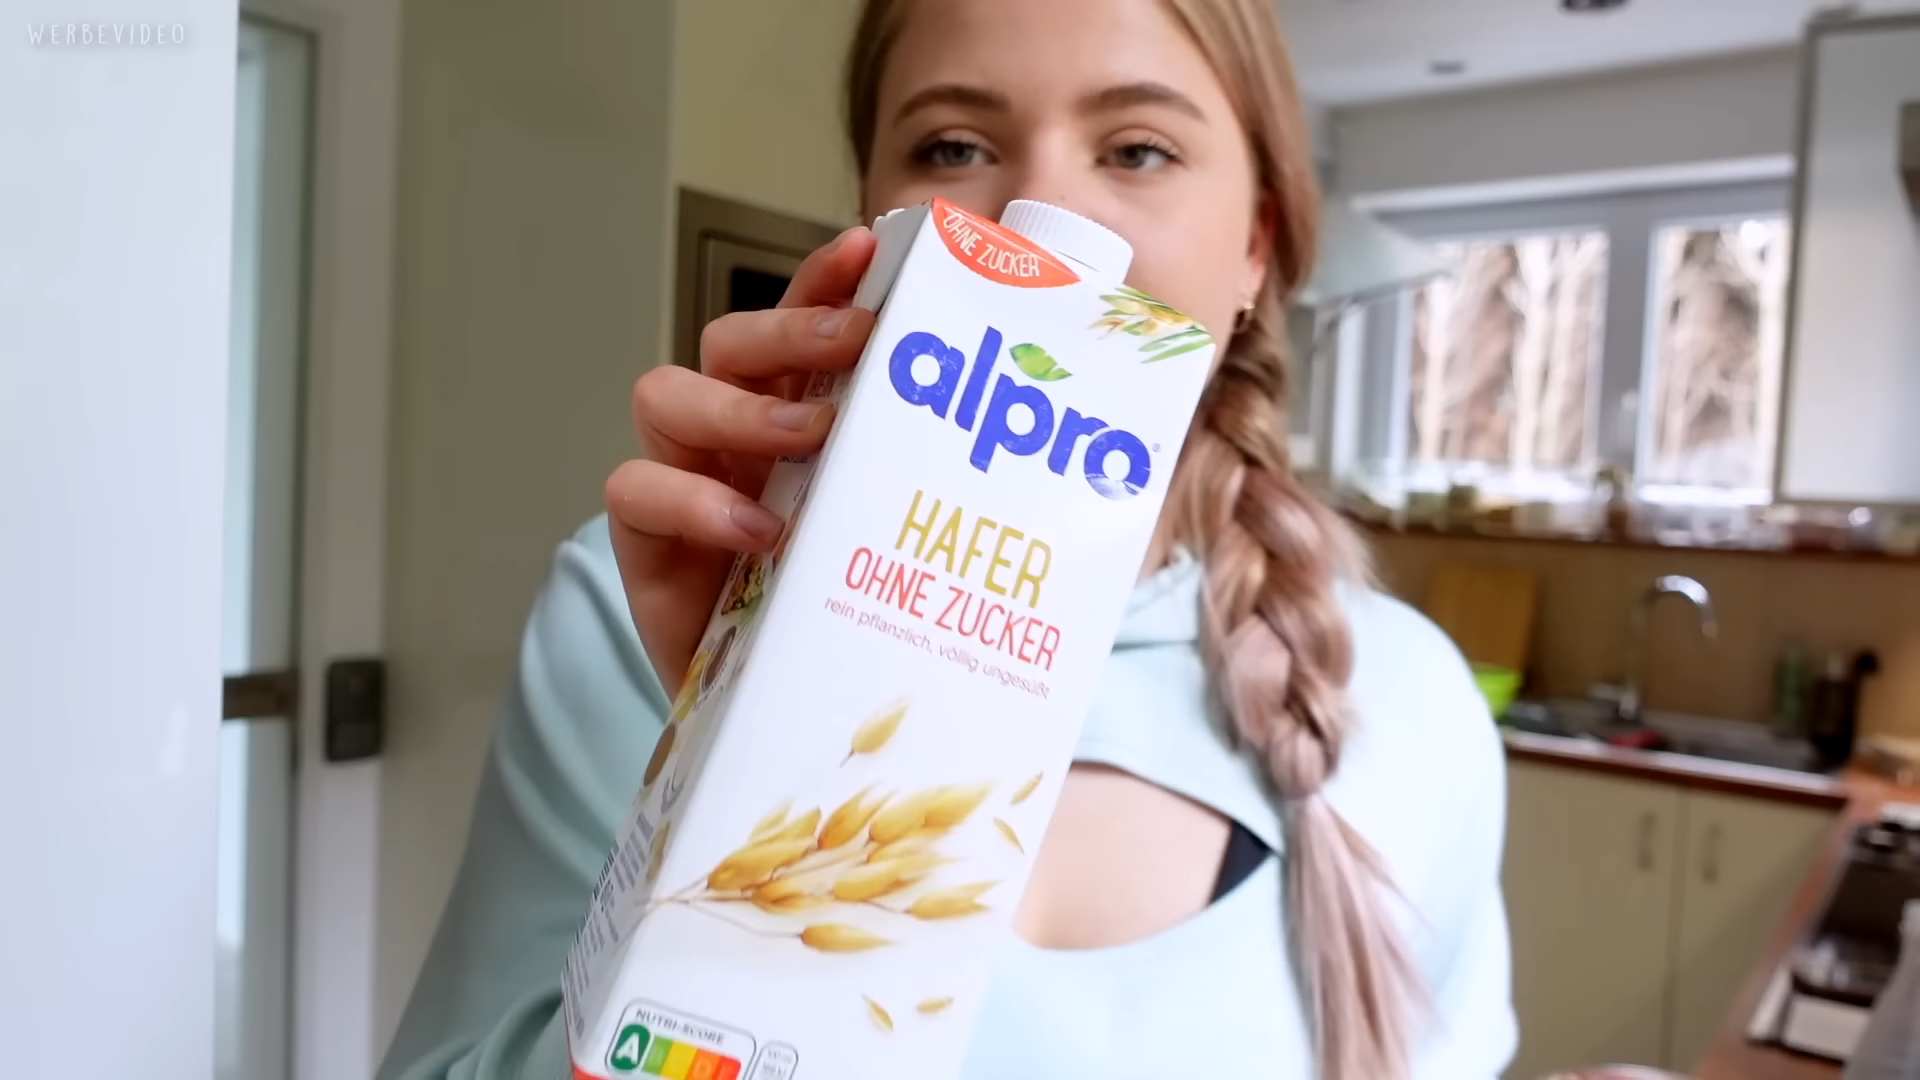 WERBEVIDEO
OHNE ZUCKER
alpro
HAFER
OHNE ZUCKER
rein pflanzlich, völlig ungesüßt
NUTRI-SCORE
A